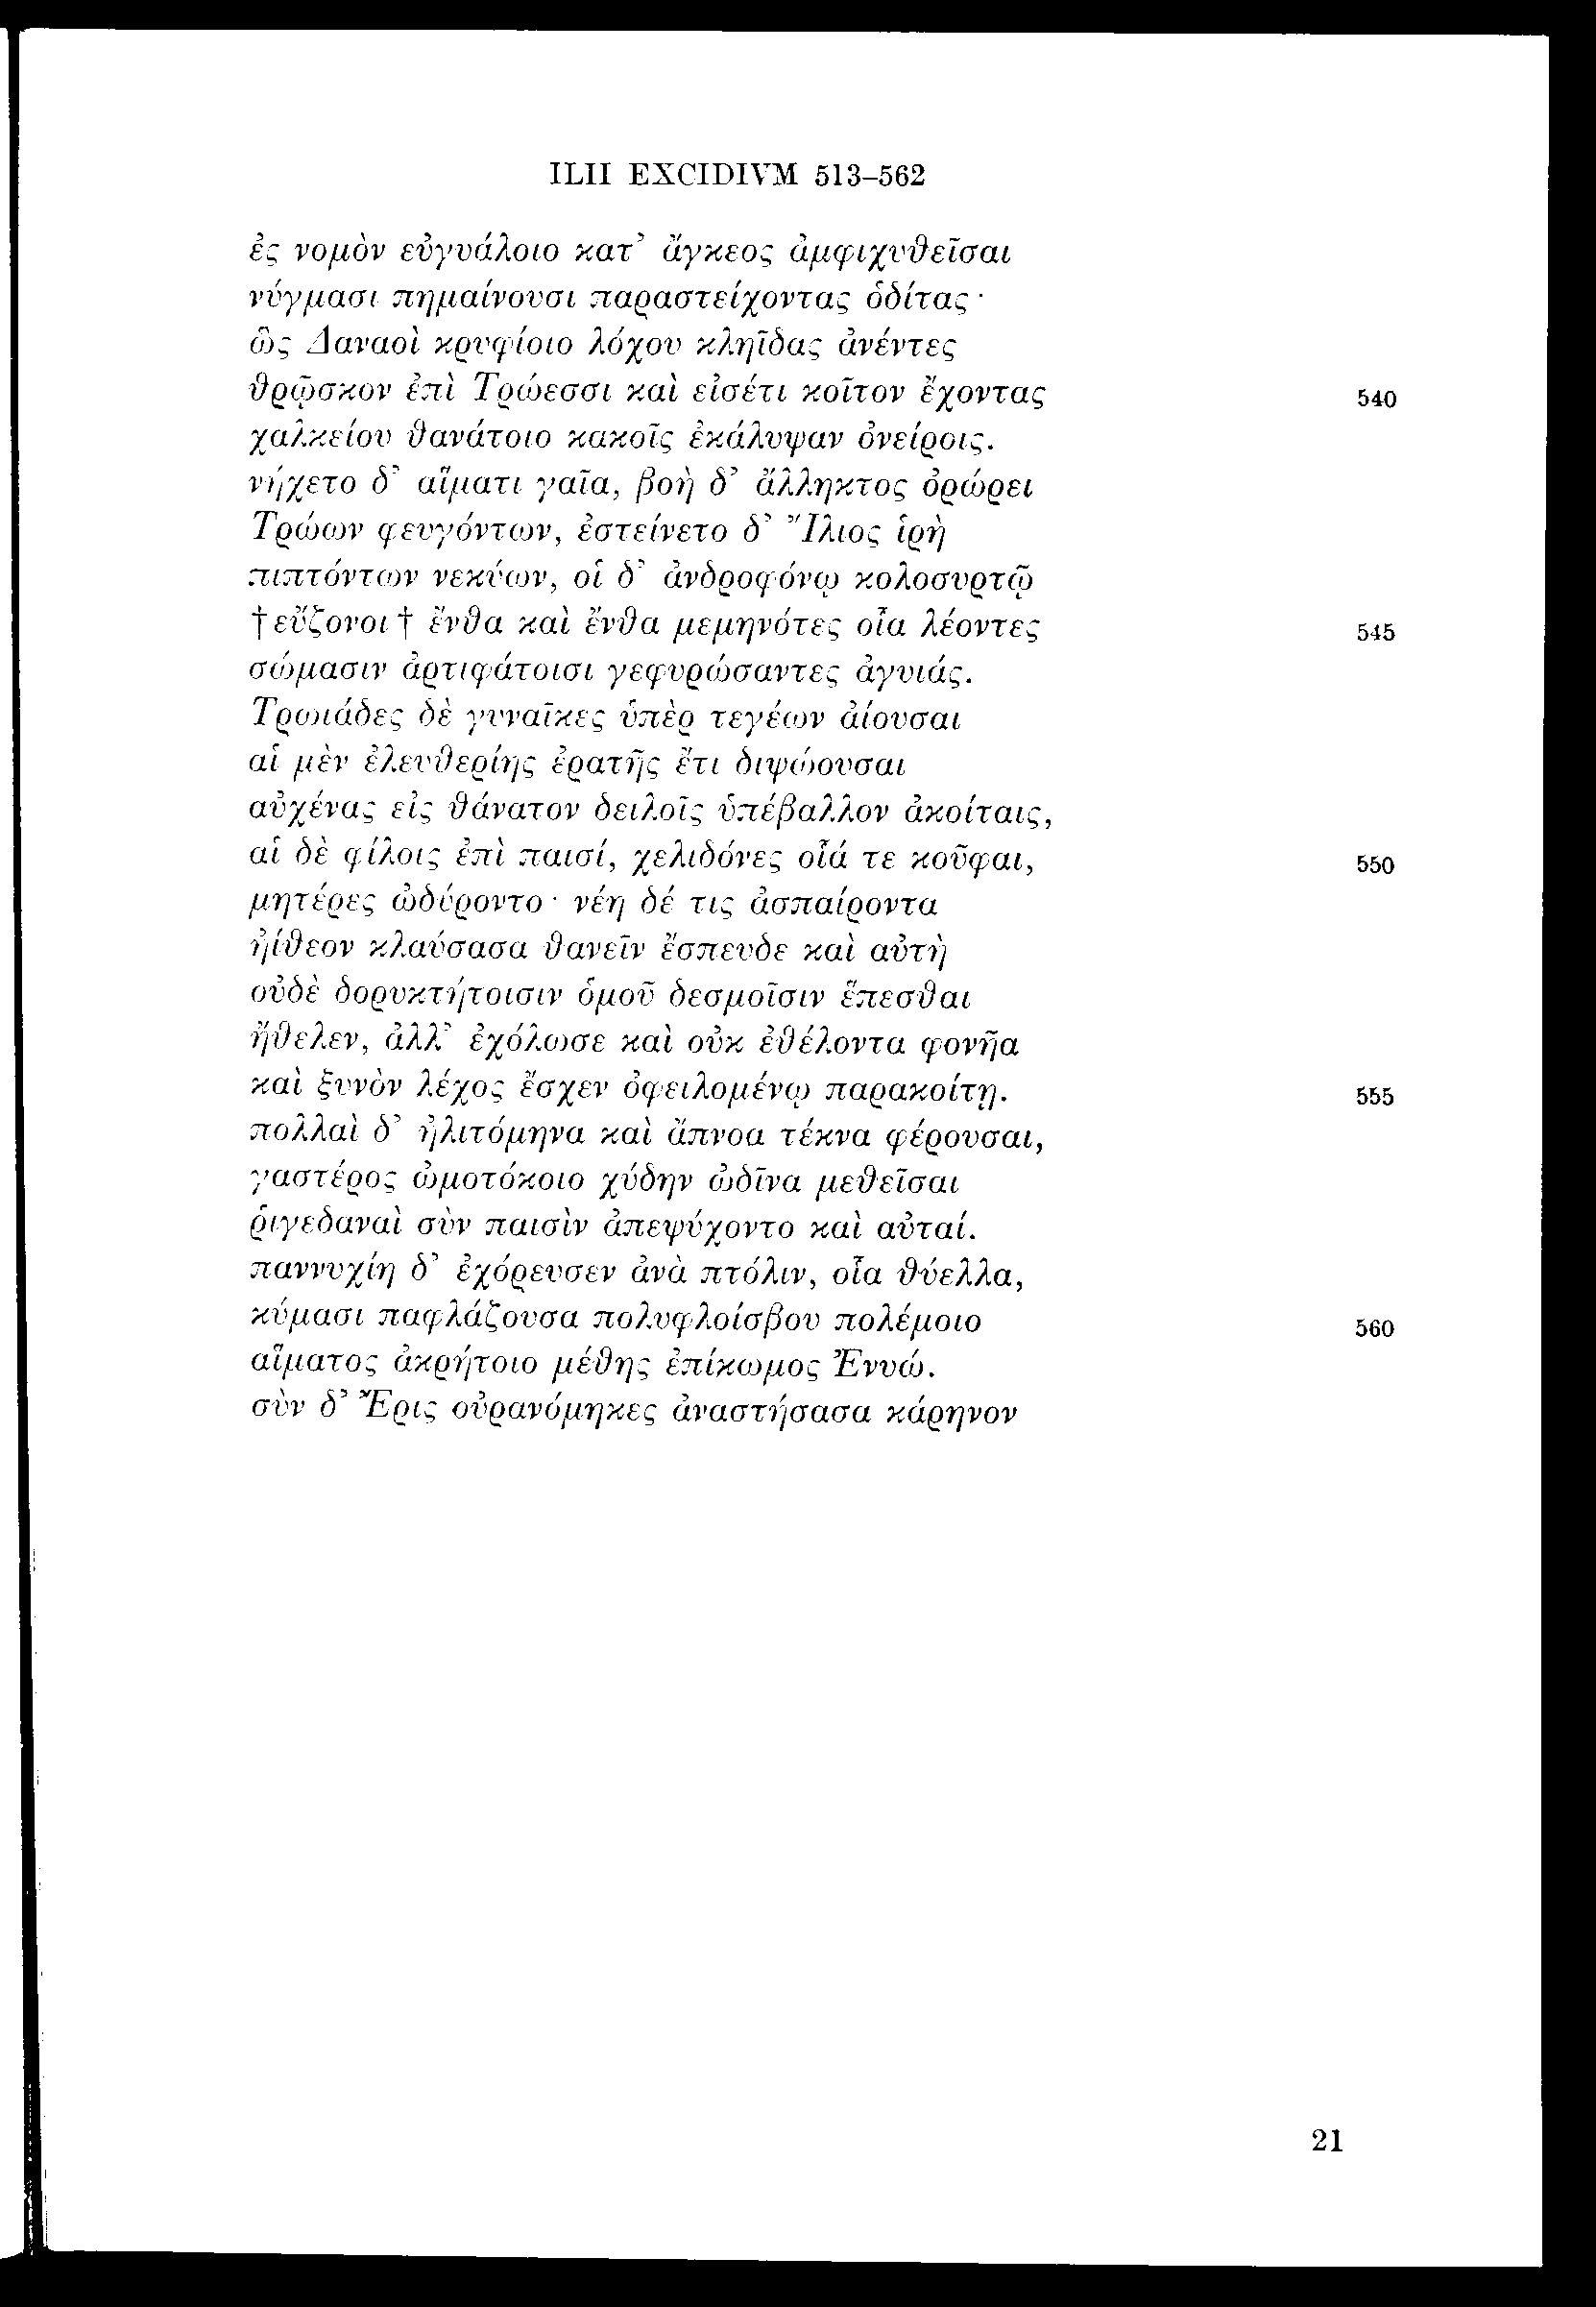 ILII EXCIDIVM 513–562
ἐς νομὸν εὐγυάλοιο κατ᾽ ἄγκεος ἀμφιχυθεῖσαι
νύγμασι πημαίνουσι παραστείχοντας ὁδίτας·
ὣς Δαναοὶ κρυφίοιο λόχου κληῖδας ἀνέντες
θρῷσκον ἐπὶ Τρώεσσι καὶ εἰσέτι κοῖτον ἔχοντας 540
χαλκείου θανάτοιο κακοῖς ἐκάλυψαν ὀνείροις.
νήχετο δ᾽ αἵματι γαῖα, βοὴ δ᾽ ἄλληκτος ὀρώρει
Τρώων φευγόντων, ἐστείνετο δ᾽ Ἴλιος ἱρὴ
πιπτόντων νεκύων, οἱ δ᾽ ἀνδροφόνῳ κολοσυρτῷ
†εὔζονοι† ἔνθα καὶ ἔνθα μεμηνότες οἷα λέοντες 545
σώμασιν ἀρτιφάτοισι γεφυρώσαντες ἀγυιάς.
Τρωιάδες δὲ γυναῖκες ὑπὲρ τεγέων ἀίουσαι
αἱ μὲν ἐλευθερίης ἐρατῆς ἔτι διψώουσαι
αὐχένας εἰς θάνατον δειλοῖς ὑπέβαλλον ἀκοίταις,
αἱ δὲ φίλοις ἐπὶ παισί, χελιδόνες οἷά τε κοῦφαι, 550
μητέρες ὠδύροντο· νέη δέ τις ἀσπαίροντα
ἠίθεον κλαύσασα θανεῖν ἔσπευδε καὶ αὐτὴ
οὐδὲ δορυκτήτοισιν ὁμοῦ δεσμοῖσιν ἕπεσθαι
ἤθελεν, ἀλλ᾽ ἐχόλωσε καὶ οὐκ ἐθέλοντα φονῆα
καὶ ξυνὸν λέχος ἔσχεν ὀφειλομένῳ παρακοίτῃ. 555
πολλαὶ δ᾽ ἠλιτόμηνα καὶ ἄπνοα τέκνα φέρουσαι,
γαστέρος ὠμοτόκοιο χύδην ὠδῖνα μεθεῖσαι
ῥιγεδαναὶ σὺν παισὶν ἀπεψύχοντο καὶ αὐταί.
παννυχίη δ᾽ ἐχόρευσεν ἀνὰ πτόλιν, οἷα θύελλα,
κύμασι παφλάζουσα πολυφλοίσβου πολέμοιο 560
αἵματος ἀκρήτοιο μέθης ἐπίκωμος Ἐννώ.
σὺν δ᾽ Ἔρις οὐρανόμηκες ἀναστήσασα κάρηνον
21